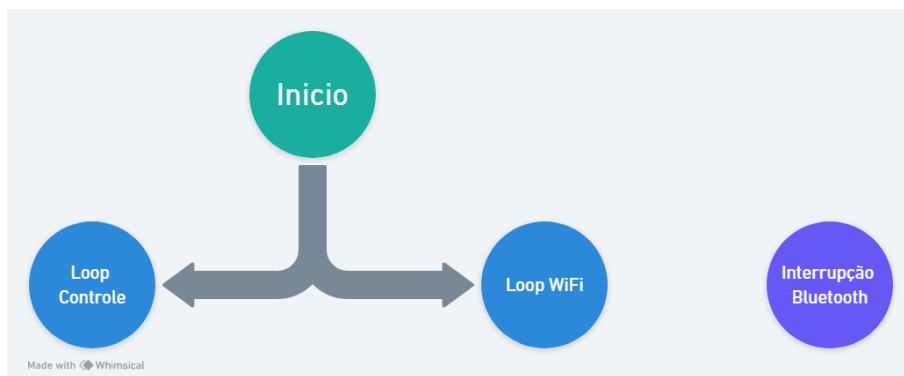 Inicio
Loop
Controle
Loop WiFi
Interrupção
Bluetooth
Made with Whimsical